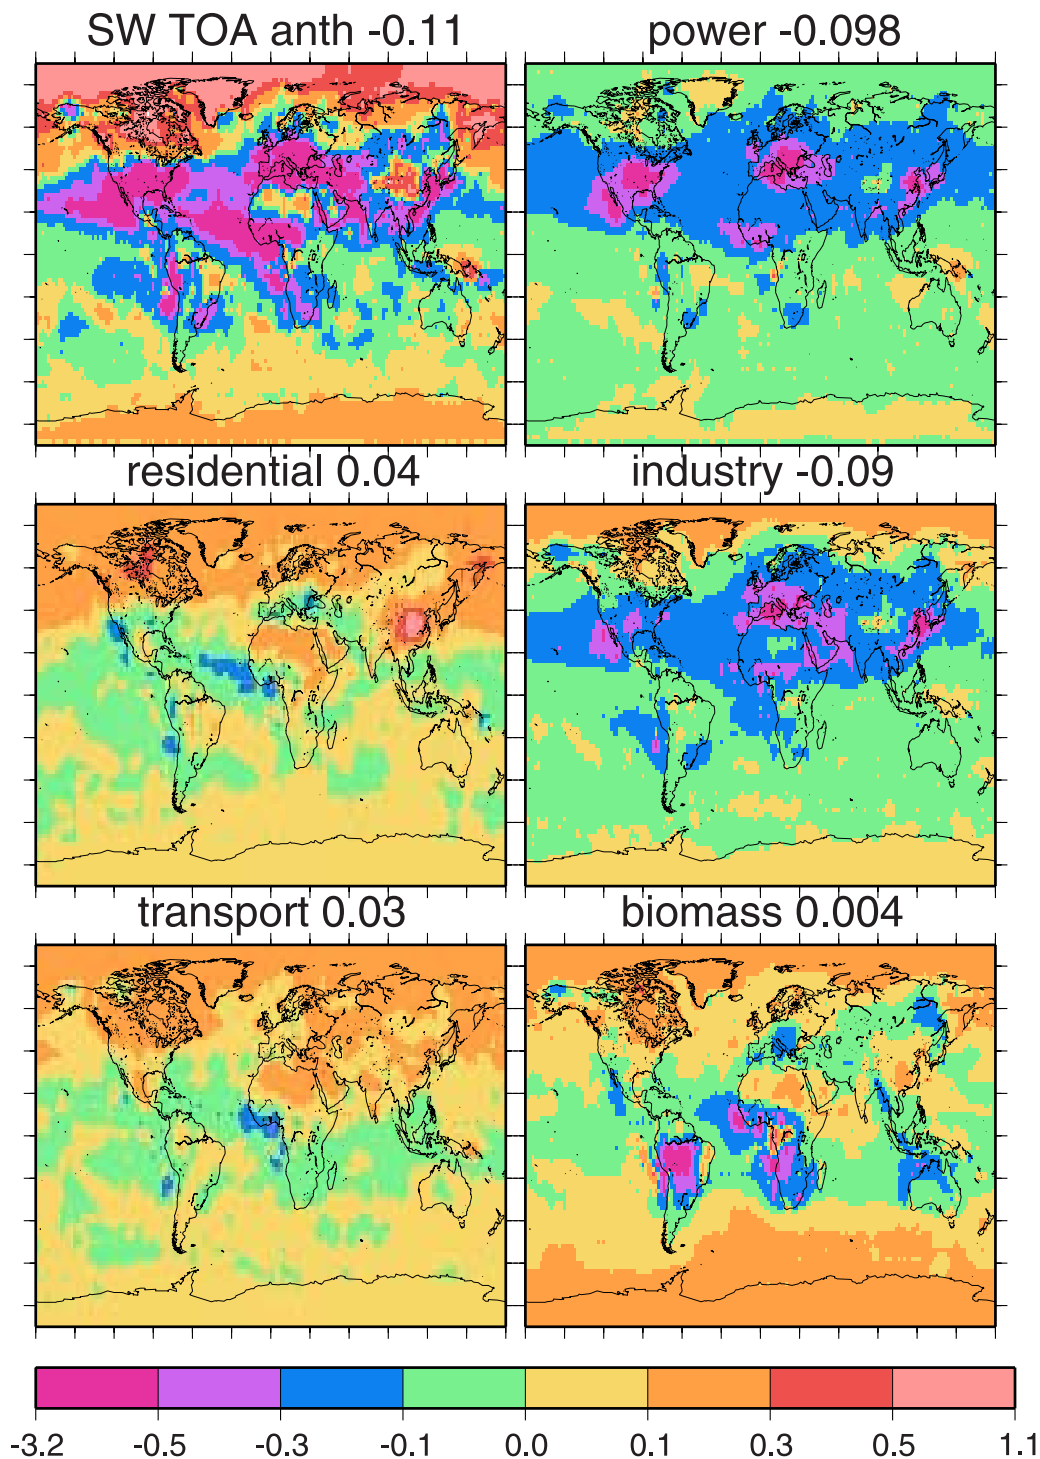 SW TOA anth -0.11
power -0.098
residential 0.04
industry -0.09
transport 0.03
biomass 0.004
-3.2 -0.5 -0.3 -0.1 0.0 0.1 0.3 0.5 1.1